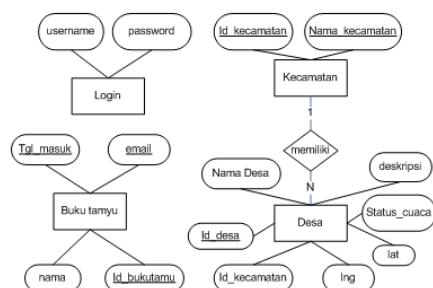 username
password
Login
Id_kecamatan
Nama_kecamatan
Kecamatan
1
memiliki
N
Tgl_masuk
email
Buku tamyu
nama
Id_bukutamu
Nama Desa
deskripsi
Id_desa
Desa
Status_cuaca
Id_kecamatan
lng
lat